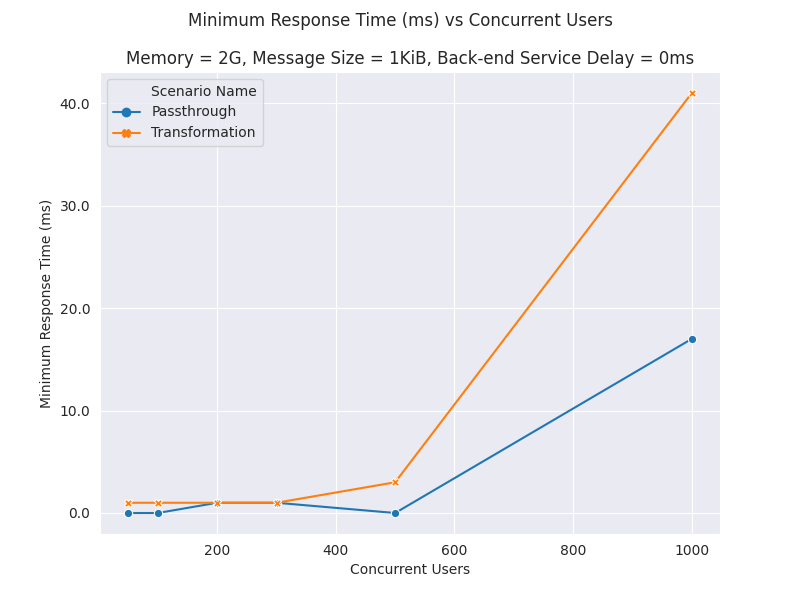 Minimum Response Time (ms) vs Concurrent Users
Memory = 2G, Message Size = 1KiB, Back-end Service Delay = 0ms
Scenario Name
Passthrough
Transformation
40.0
30.0
20.0
10.0
0.0
Minimum Response Time (ms)
200 400 600 800 1000
Concurrent Users